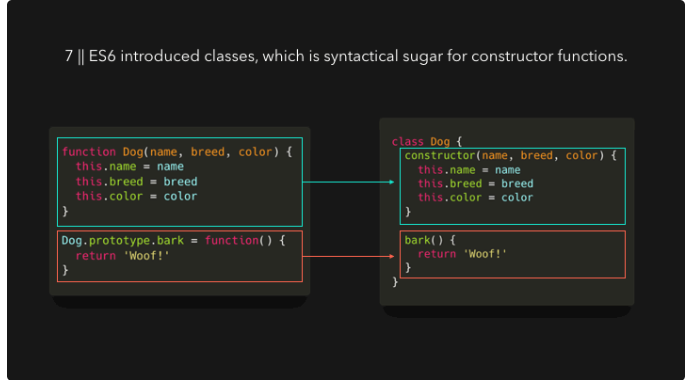 7 || ES6 introduced classes, which is syntactical sugar for constructor functions.
function Dog(name, breed, color) {
  this.name = name
  this.breed = breed
  this.color = color
}
Dog.prototype.bark = function() {
  return 'Woof!'
}
class Dog {
  constructor(name, breed, color) {
    this.name = name
    this.breed = breed
    this.color = color
  }
  bark() {
    return 'Woof!'
  }
}